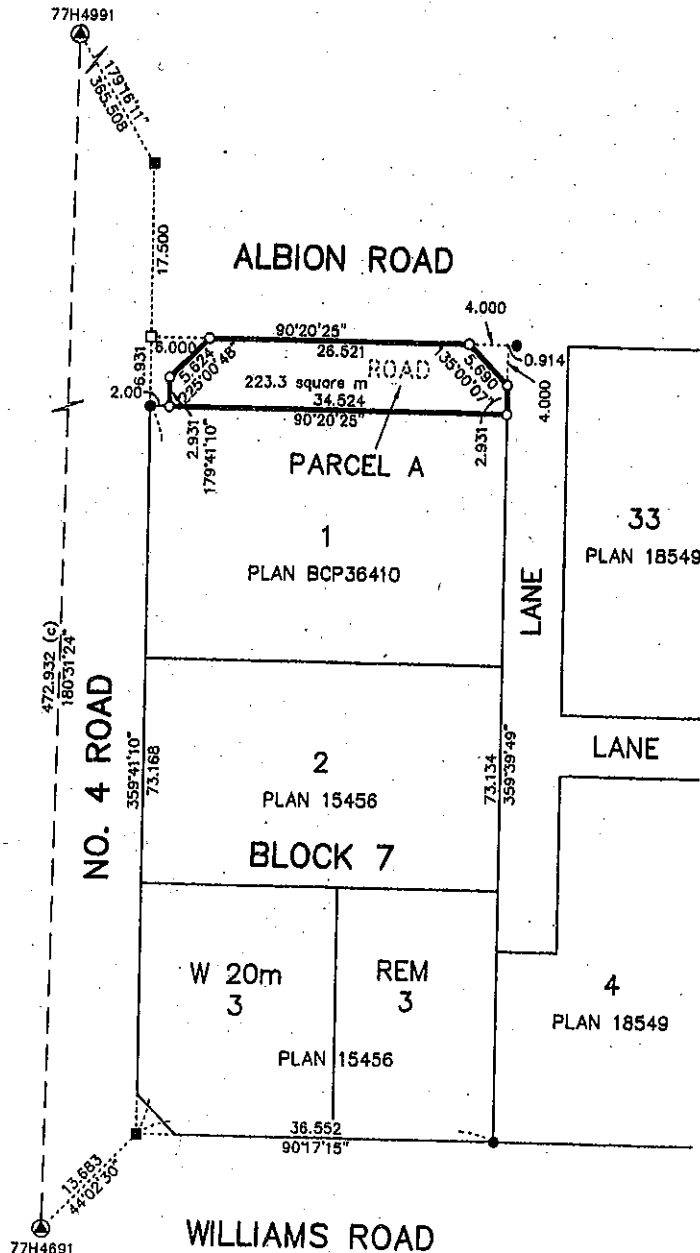 77H4991
179°16'11"
365.508
17.500
ALBION ROAD
4.000
90°20'25"
6.000
26.521
0.914
6.931
5.624
225°00'48"
ROAD
5.690
135°00'07"
4.000
223.3 square m
2.00
34.524
90°20'25"
2.931
179°41'10"
2.931
PARCEL A
1
PLAN BCP36410
33
PLAN 18549
LANE
472.932 (c)
180°31'24"
NO. 4 ROAD
359°41'10"
73.168
2
PLAN 15456
73.134
359°39'49"
LANE
BLOCK 7
W 20m
3
REM
3
4
PLAN 18549
PLAN 15456
36.552
90°17'15"
13.683
44°02'30"
77H4691
WILLIAMS ROAD